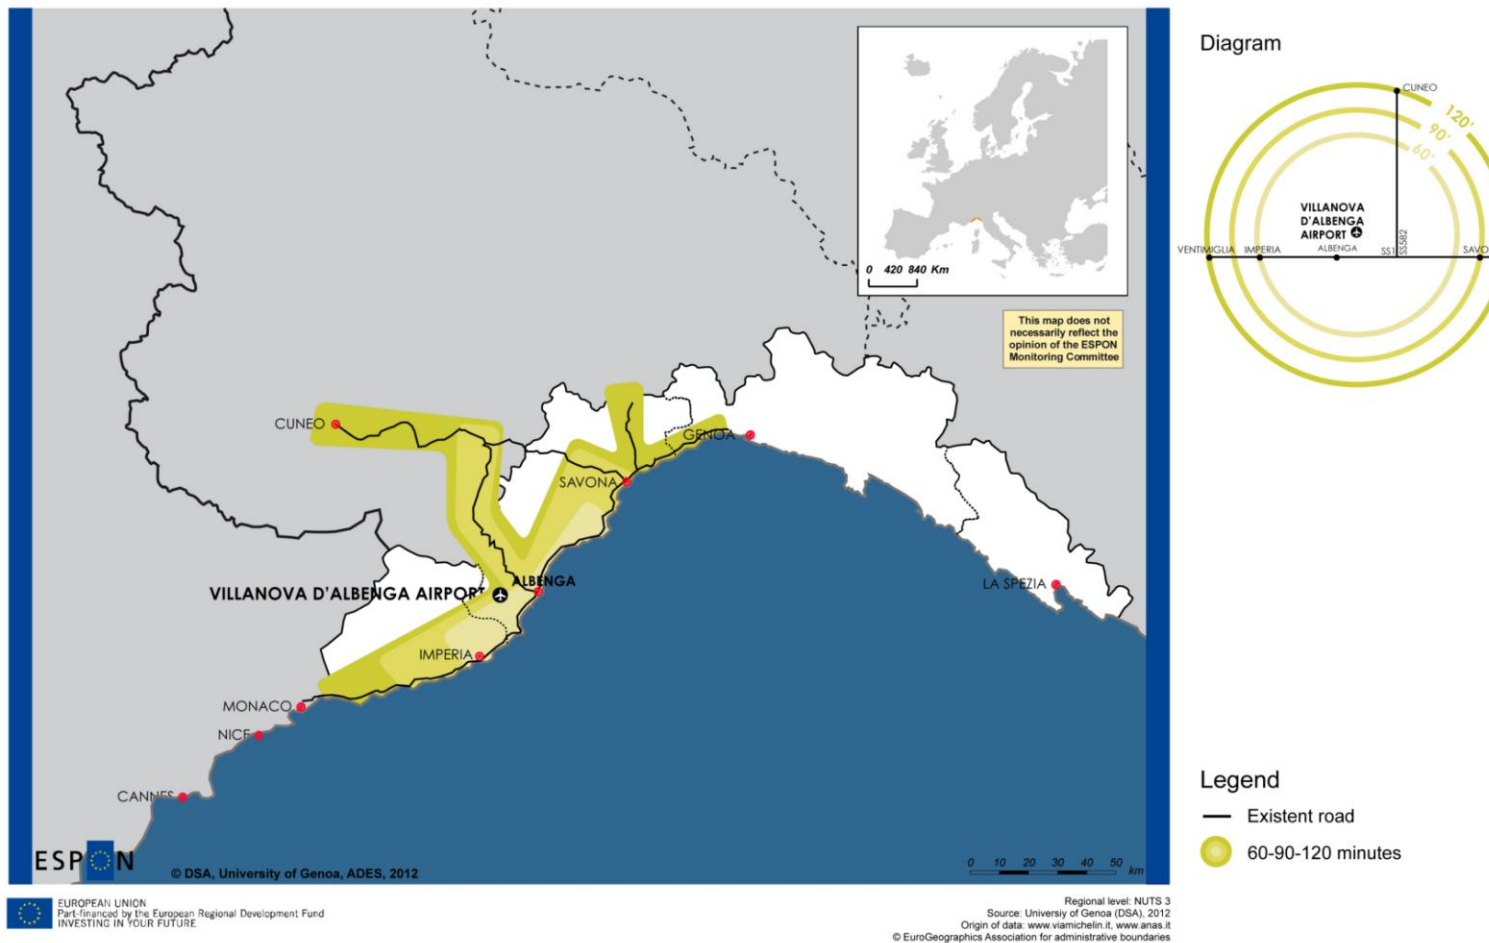 Diagram
CUNEO
120'
90'
60'
VILLANOVA
D'ALBENGA
AIRPORT
VENTIMIGLIA IMPERIA ALBENGA SS1 SS582 SAVO
0 420 840 Km
This map does not
necessarily reflect the
opinion of the ESPON
Monitoring Committee
CUNEO
GENOA
SAVONA
ALBENGA
VILLANOVA D'ALBENGA AIRPORT
LA SPEZIA
IMPERIA
MONACO
NICE
CANNES
Legend
Existent road
60-90-120 minutes
ESPON
© DSA, University of Genoa, ADES, 2012
0 10 20 30 40 50 km
EUROPEAN UNION
Part-financed by the European Regional Development Fund
INVESTING IN YOUR FUTURE
Regional level: NUTS 3
Source: Universiy of Genoa (DSA), 2012
Origin of data: www.viamichelin.it, www.anas.it
© EuroGeographics Association for administrative boundaries